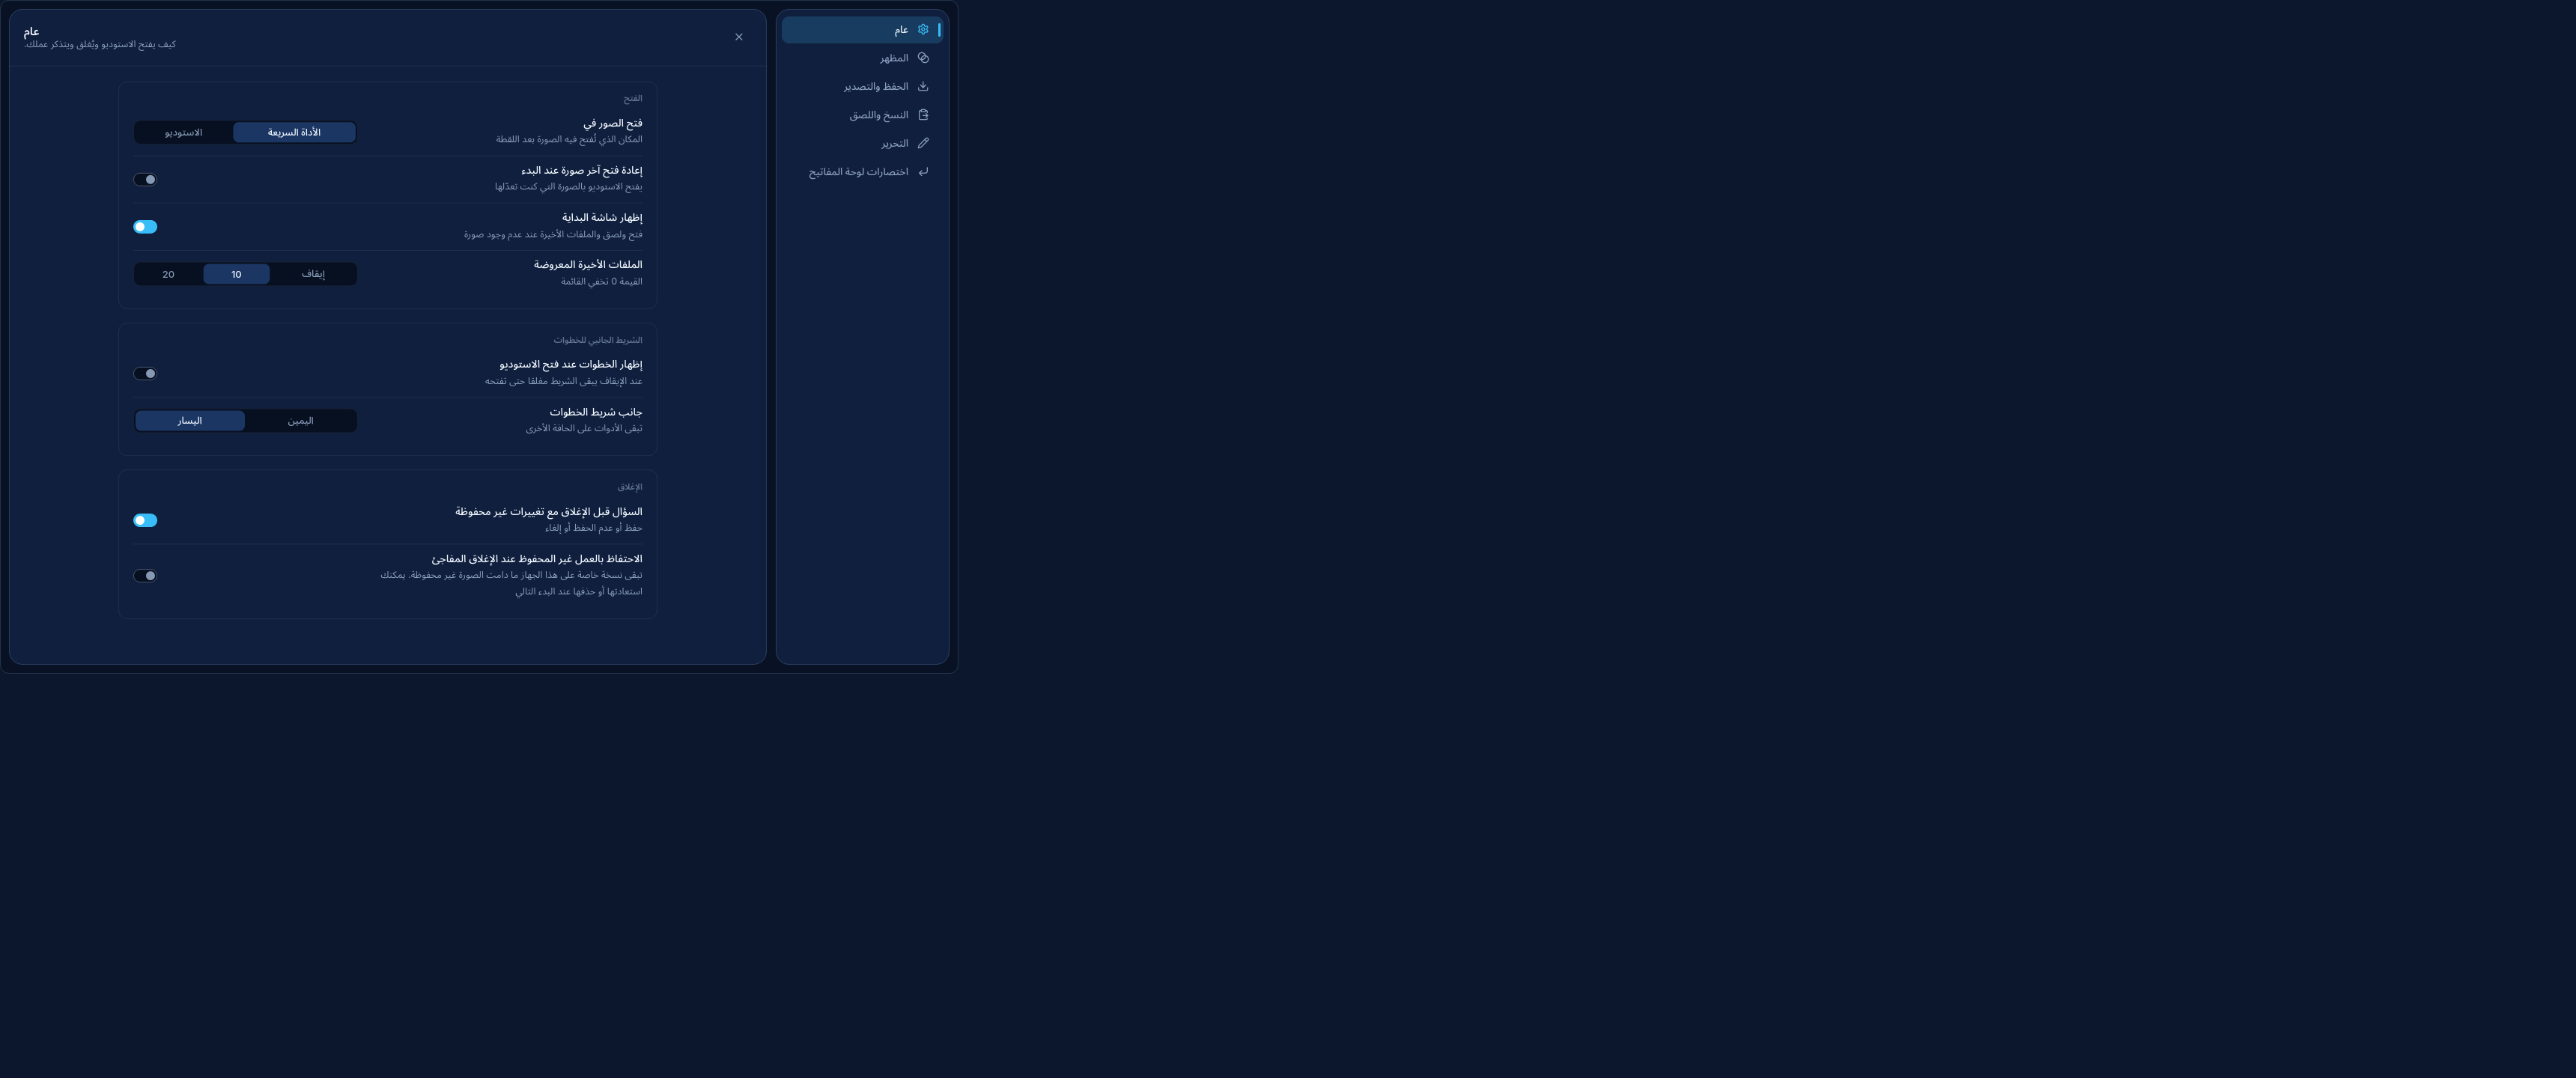 عام
المظهر
الحفظ والتصدير
النسخ واللصق
التحرير
اختصارات لوحة المفاتيح
عام
كيف يفتح الاستوديو ويُغلق ويتذكر عملك.
الفتح
فتح الصور في
المكان الذي تُفتح فيه الصورة بعد اللقطة
الأداة السريعة
الاستوديو
إعادة فتح آخر صورة عند البدء
يفتح الاستوديو بالصورة التي كنت تعدّلها
إظهار شاشة البداية
فتح ولصق والملفات الأخيرة عند عدم وجود صورة
الملفات الأخيرة المعروضة
القيمة 0 تخفي القائمة
إيقاف
10
20
الشريط الجانبي للخطوات
إظهار الخطوات عند فتح الاستوديو
عند الإيقاف يبقى الشريط مغلقا حتى تفتحه
جانب شريط الخطوات
تبقى الأدوات على الحافة الأخرى
اليمين
اليسار
الإغلاق
السؤال قبل الإغلاق مع تغييرات غير محفوظة
حفظ أو عدم الحفظ أو إلغاء
الاحتفاظ بالعمل غير المحفوظ عند الإغلاق المفاجئ
تبقى نسخة خاصة على هذا الجهاز ما دامت الصورة غير محفوظة. يمكنك
استعادتها أو حذفها عند البدء التالي